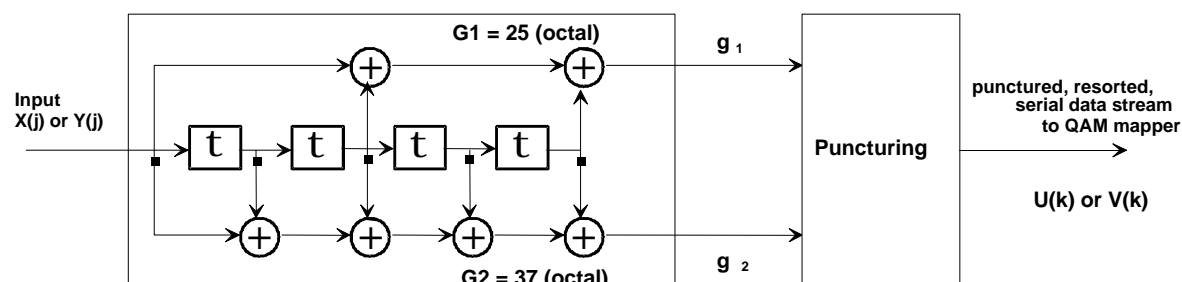 G1 = 25 (octal)
g 1
Input
X(j) or Y(j)
t t t t
Puncturing
punctured, resorted,
serial data stream
to QAM mapper
U(k) or V(k)
G2 = 37 (octal)
g 2